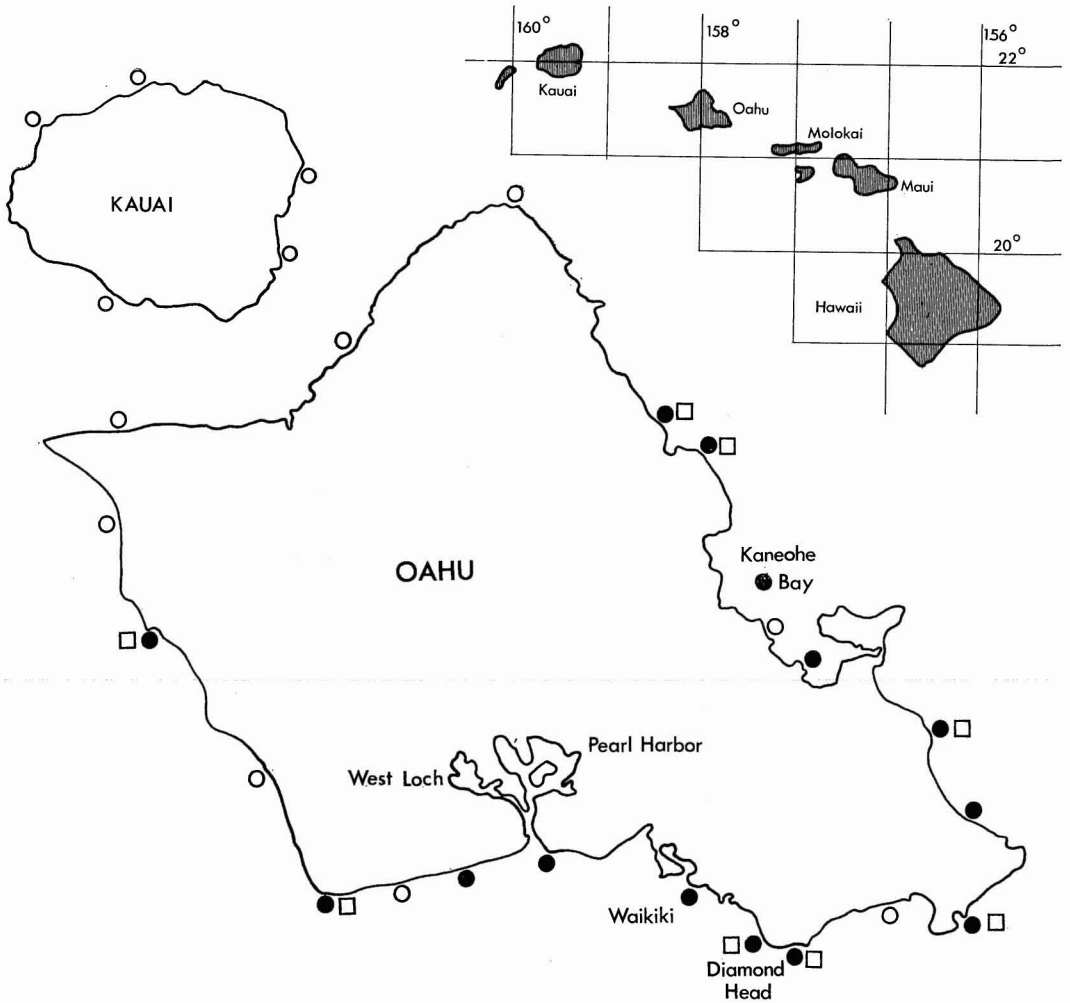 160°
158°
156°
22°
Kauai
Oahu
Molokai
Maui
20°
Hawaii
KAUAI
OAHU
Kaneohe
Bay
Pearl Harbor
West Loch
Waikiki
Diamond
Head